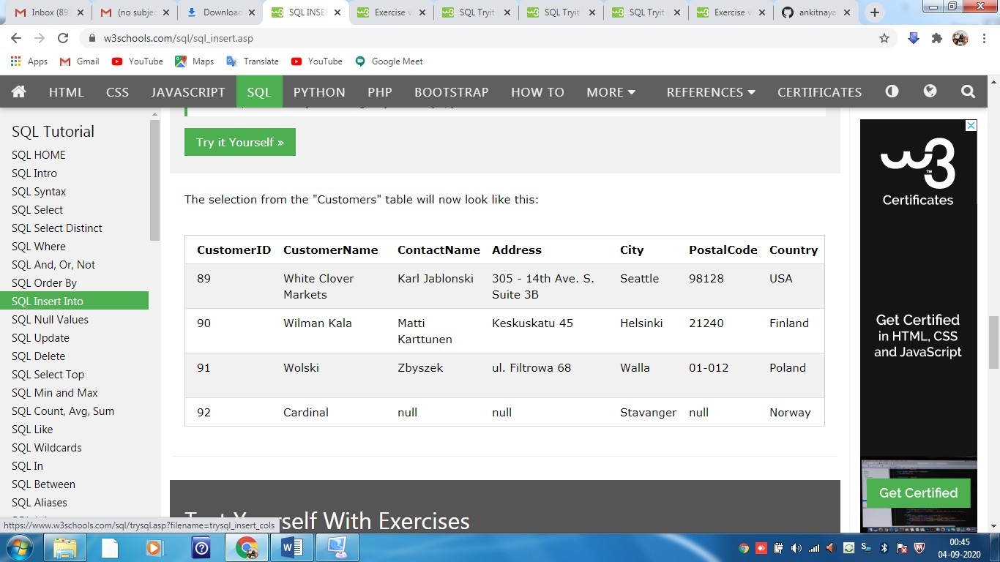 Inbox (89
(no subjec
Download
SQL INSER
Exercise v
SQL Tryit
SQL Tryit
SQL Tryit
Exercise v
ankitnaya
w3schools.com/sql/sql_insert.asp
Apps
Gmail
YouTube
Maps
Translate
YouTube
Google Meet
HTML CSS JAVASCRIPT SQL PYTHON PHP BOOTSTRAP HOW TO MORE REFERENCES CERTIFICATES
SQL Tutorial
SQL HOME
SQL Intro
SQL Syntax
SQL Select
SQL Select Distinct
SQL Where
SQL And, Or, Not
SQL Order By
SQL Insert Into
SQL Null Values
SQL Update
SQL Delete
SQL Select Top
SQL Min and Max
SQL Count, Avg, Sum
SQL Like
SQL Wildcards
SQL In
SQL Between
SQL Aliases
Try it Yourself »
The selection from the "Customers" table will now look like this:
CustomerID CustomerName ContactName Address City PostalCode Country
89 White Clover Markets Karl Jablonski 305 - 14th Ave. S. Suite 3B Seattle 98128 USA
90 Wilman Kala Matti Karttunen Keskuskatu 45 Helsinki 21240 Finland
91 Wolski Zbyszek ul. Filtrowa 68 Walla 01-012 Poland
92 Cardinal null null Stavanger null Norway
Test Yourself With Exercises
w3
TM
Certificates
Get Certified
in HTML, CSS
and JavaScript
Get Certified
https://www.w3schools.com/sql/trysql.asp?filename=trysql_insert_cols
00:45
04-09-2020